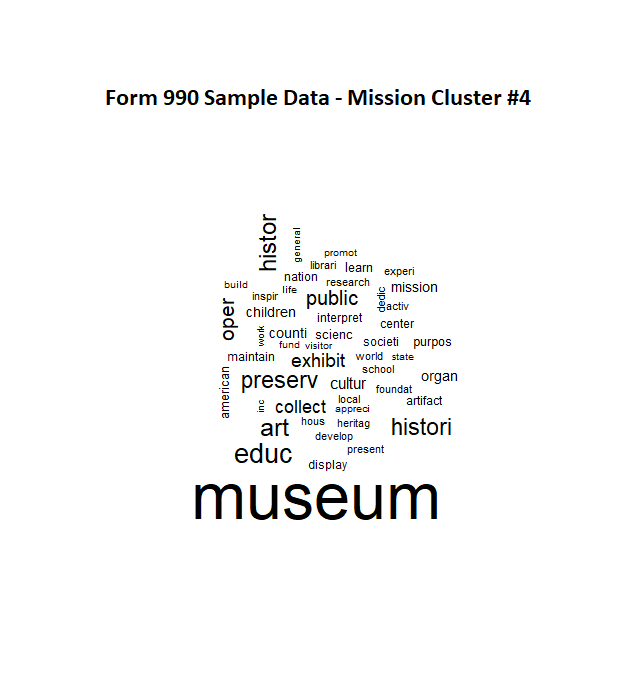 Form 990 Sample Data - Mission Cluster #4
histor
general
promot
librari
learn
experi
nation
research
build
life
mission
inspir
public
dedic
activ
oper
children
interpret
center
work
counti
scienc
societi
purpos
fund
visitor
maintain
exhibit
world
state
school
american
preserv
cultur
organ
foundat
inc
collect
local
appreci
artifact
art
hous
heritag
histori
develop
educ
present
display
museum